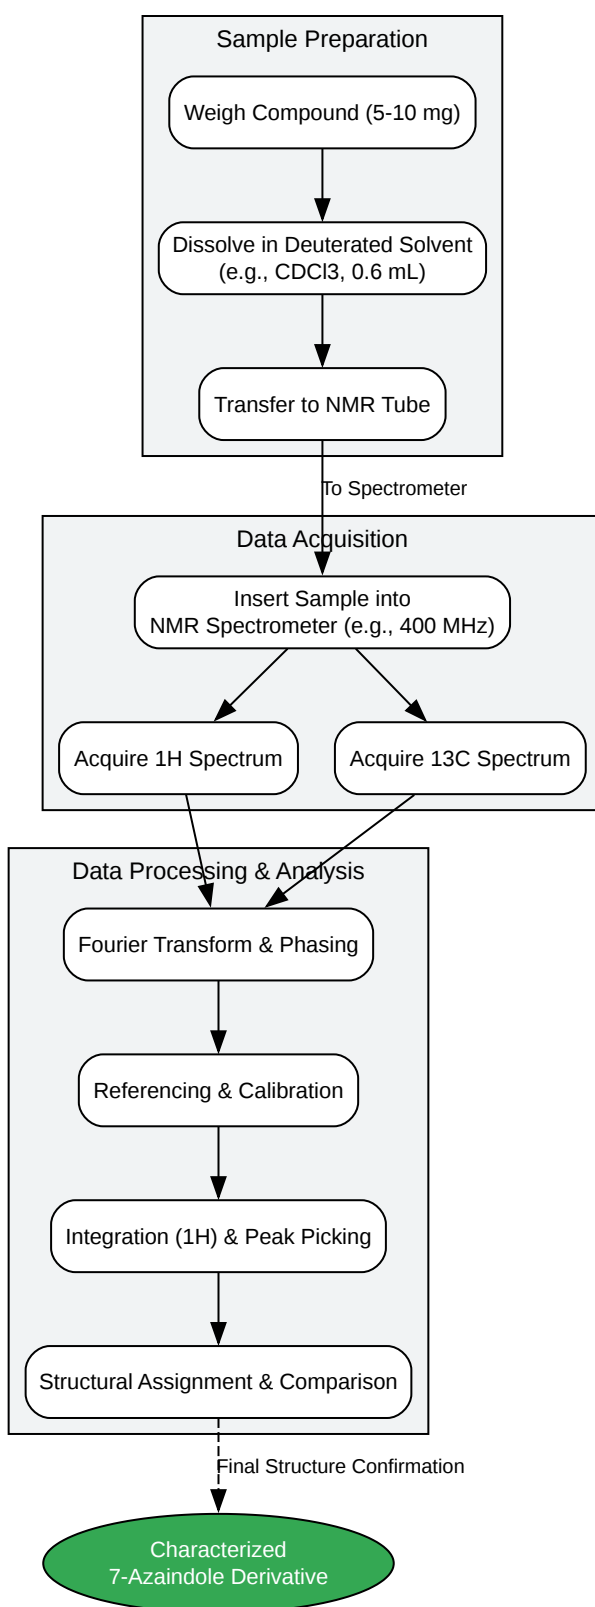 Sample Preparation
Weigh Compound (5-10 mg)
Dissolve in Deuterated Solvent
(e.g., CDCl3, 0.6 mL)
Transfer to NMR Tube
To Spectrometer
Data Acquisition
Insert Sample into
NMR Spectrometer (e.g., 400 MHz)
Acquire 1H Spectrum
Acquire 13C Spectrum
Data Processing & Analysis
Fourier Transform & Phasing
Referencing & Calibration
Integration (1H) & Peak Picking
Structural Assignment & Comparison
Final Structure Confirmation
Characterized
7-Azaindole Derivative